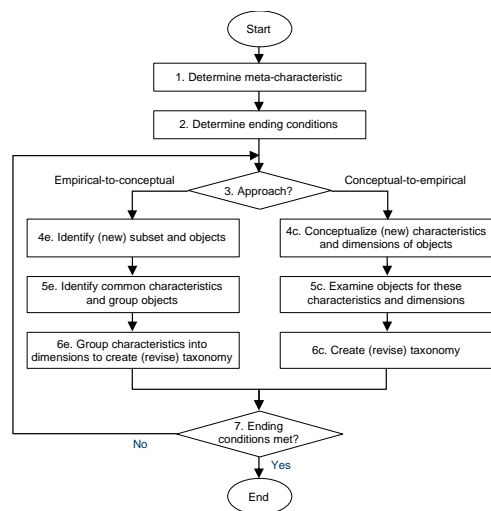 Start
1. Determine meta-characteristic
2. Determine ending conditions
Empirical-to-conceptual
Conceptual-to-empirical
3. Approach?
4e. Identify (new) subset and objects
4c. Conceptualize (new) characteristics
and dimensions of objects
5e. Identify common characteristics
and group objects
5c. Examine objects for these
characteristics and dimensions
6e. Group characteristics into
dimensions to create (revise) taxonomy
6c. Create (revise) taxonomy
7. Ending
conditions met?
No
Yes
End